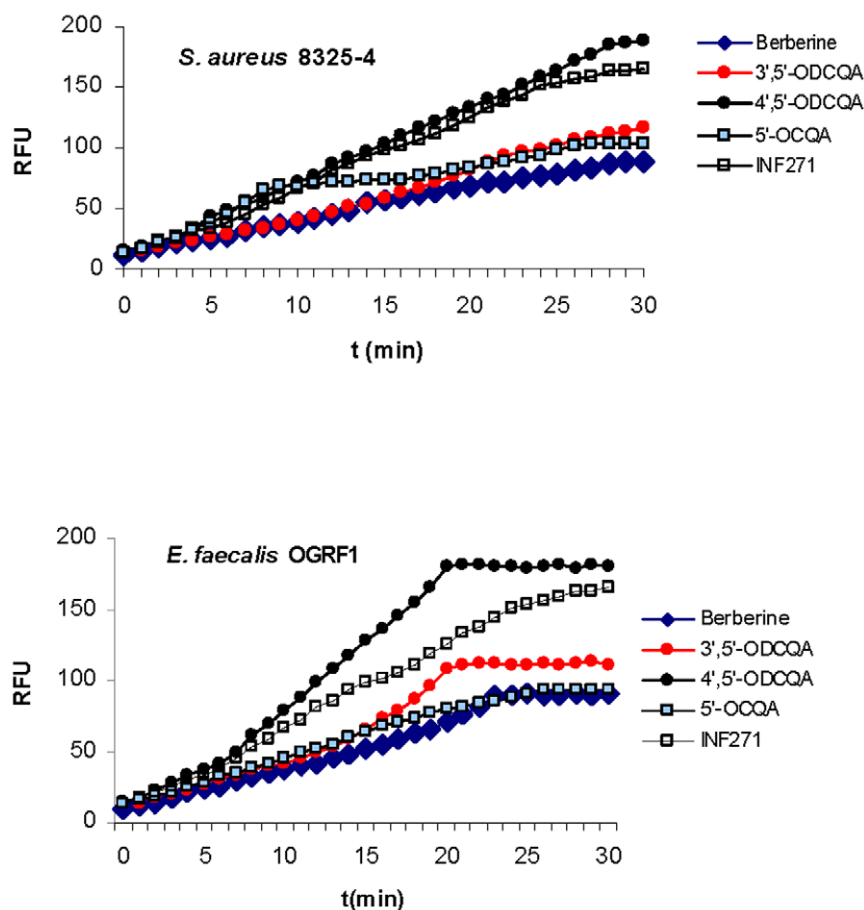 S. aureus 8325-4
200
150
100
50
0
RFU
0 5 10 15 20 25 30
t (min)
Berberine
3',5'-ODCQA
4',5'-ODCQA
5'-OCQA
INF271
E. faecalis OGRF1
200
150
100
50
0
RFU
0 5 10 15 20 25 30
t(min)
Berberine
3',5'-ODCQA
4',5'-ODCQA
5'-OCQA
INF271